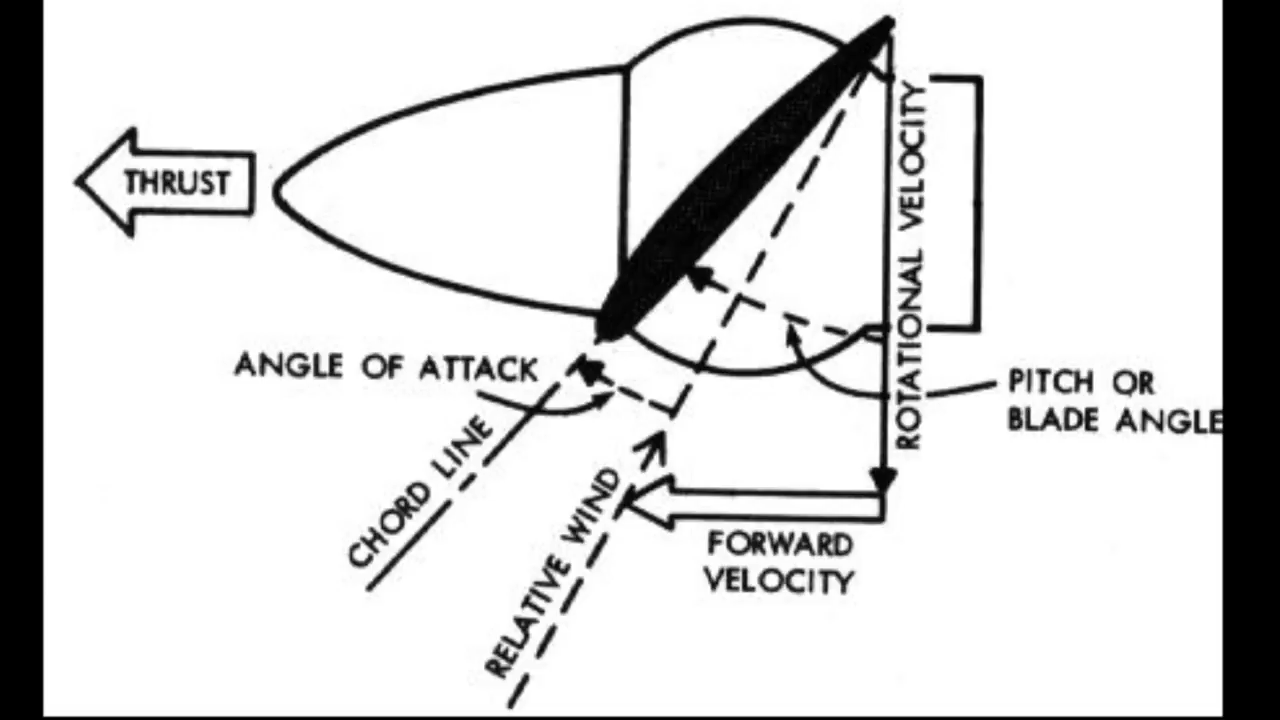 THRUST
ROTATIONAL VELOCITY
ANGLE OF ATTACK
PITCH OR
BLADE ANGLE
CHORD LINE
RELATIVE WIND
FORWARD
VELOCITY